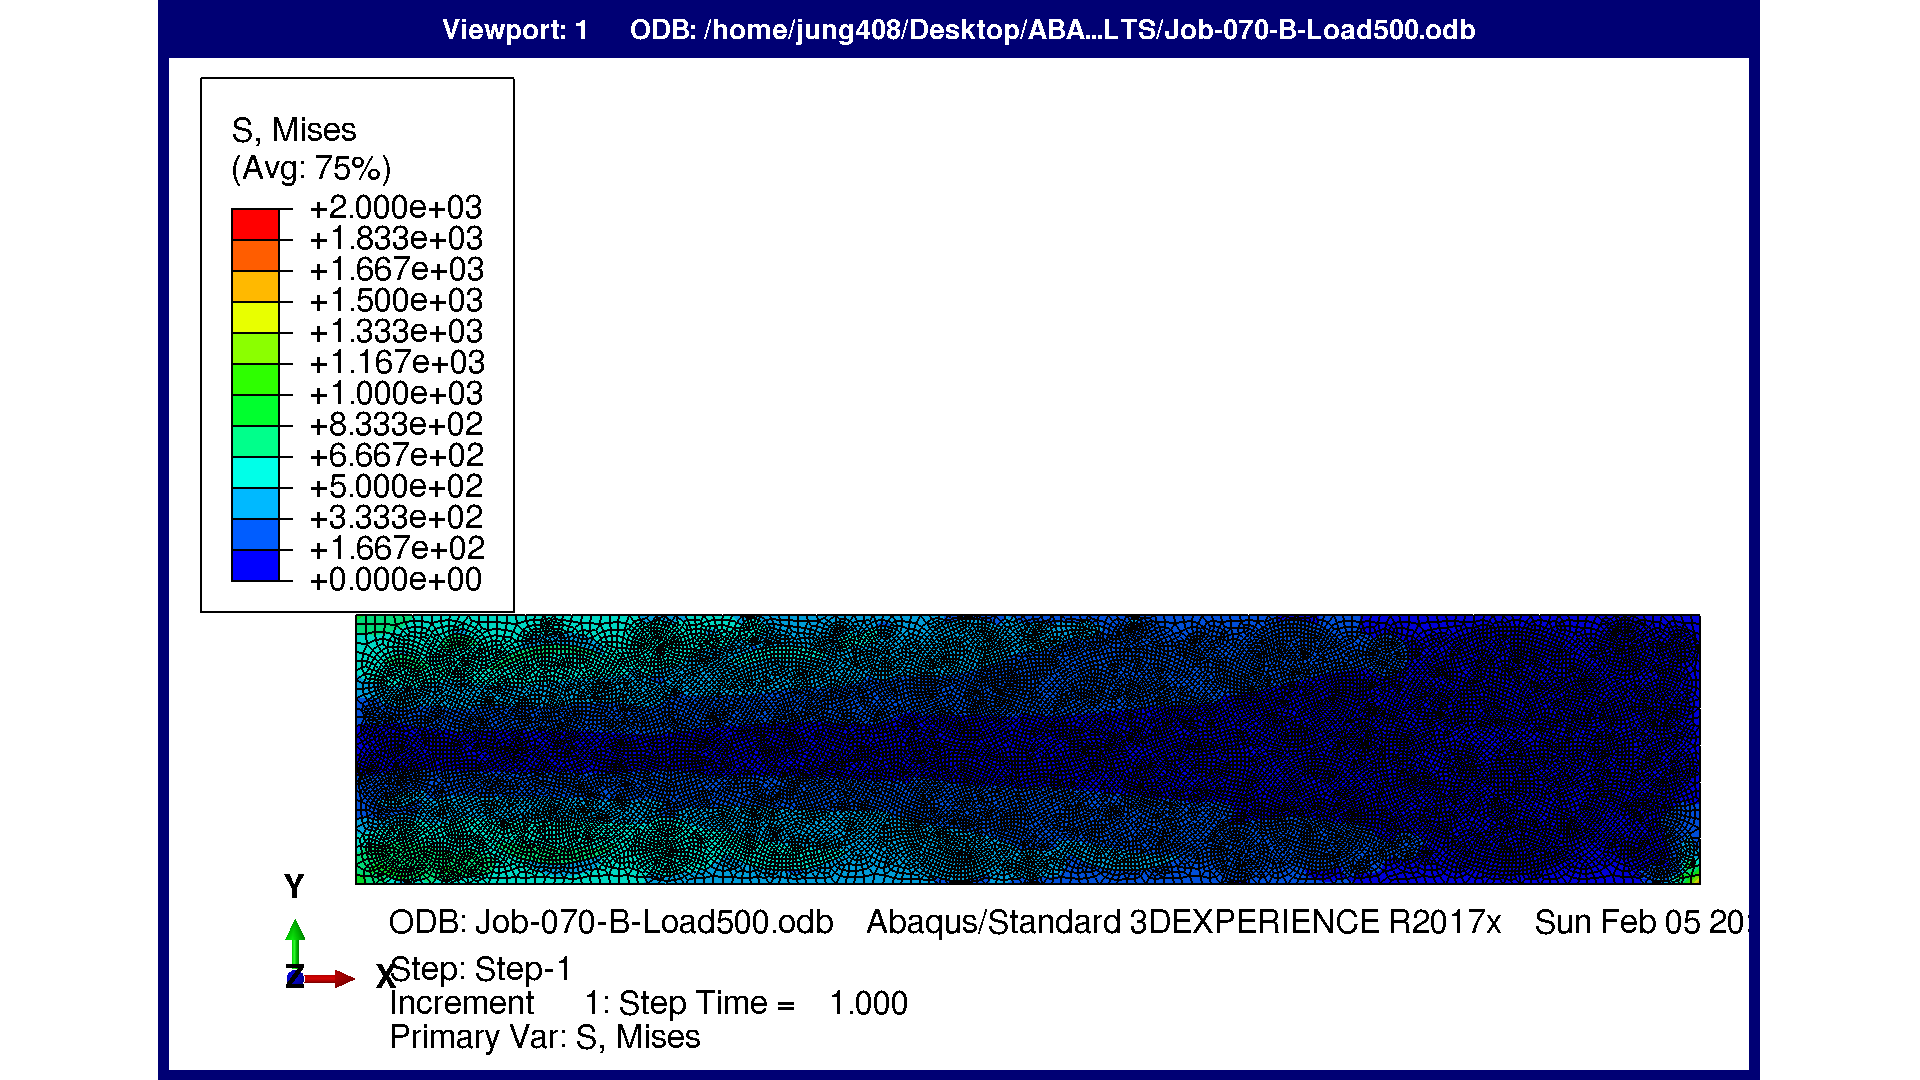 Viewport: 1 ODB: /home/jung408/Desktop/ABA...LTS/Job-070-B-Load500.odb
S, Mises
(Avg: 75%)
+2.000e+03
+1.833e+03
+1.667e+03
+1.500e+03
+1.333e+03
+1.167e+03
+1.000e+03
+8.333e+02
+6.667e+02
+5.000e+02
+3.333e+02
+1.667e+02
+0.000e+00
Y
Z
X
ODB: Job-070-B-Load500.odb Abaqus/Standard 3DEXPERIENCE R2017x Sun Feb 05
Step: Step-1
Increment 1: Step Time = 1.000
Primary Var: S, Mises